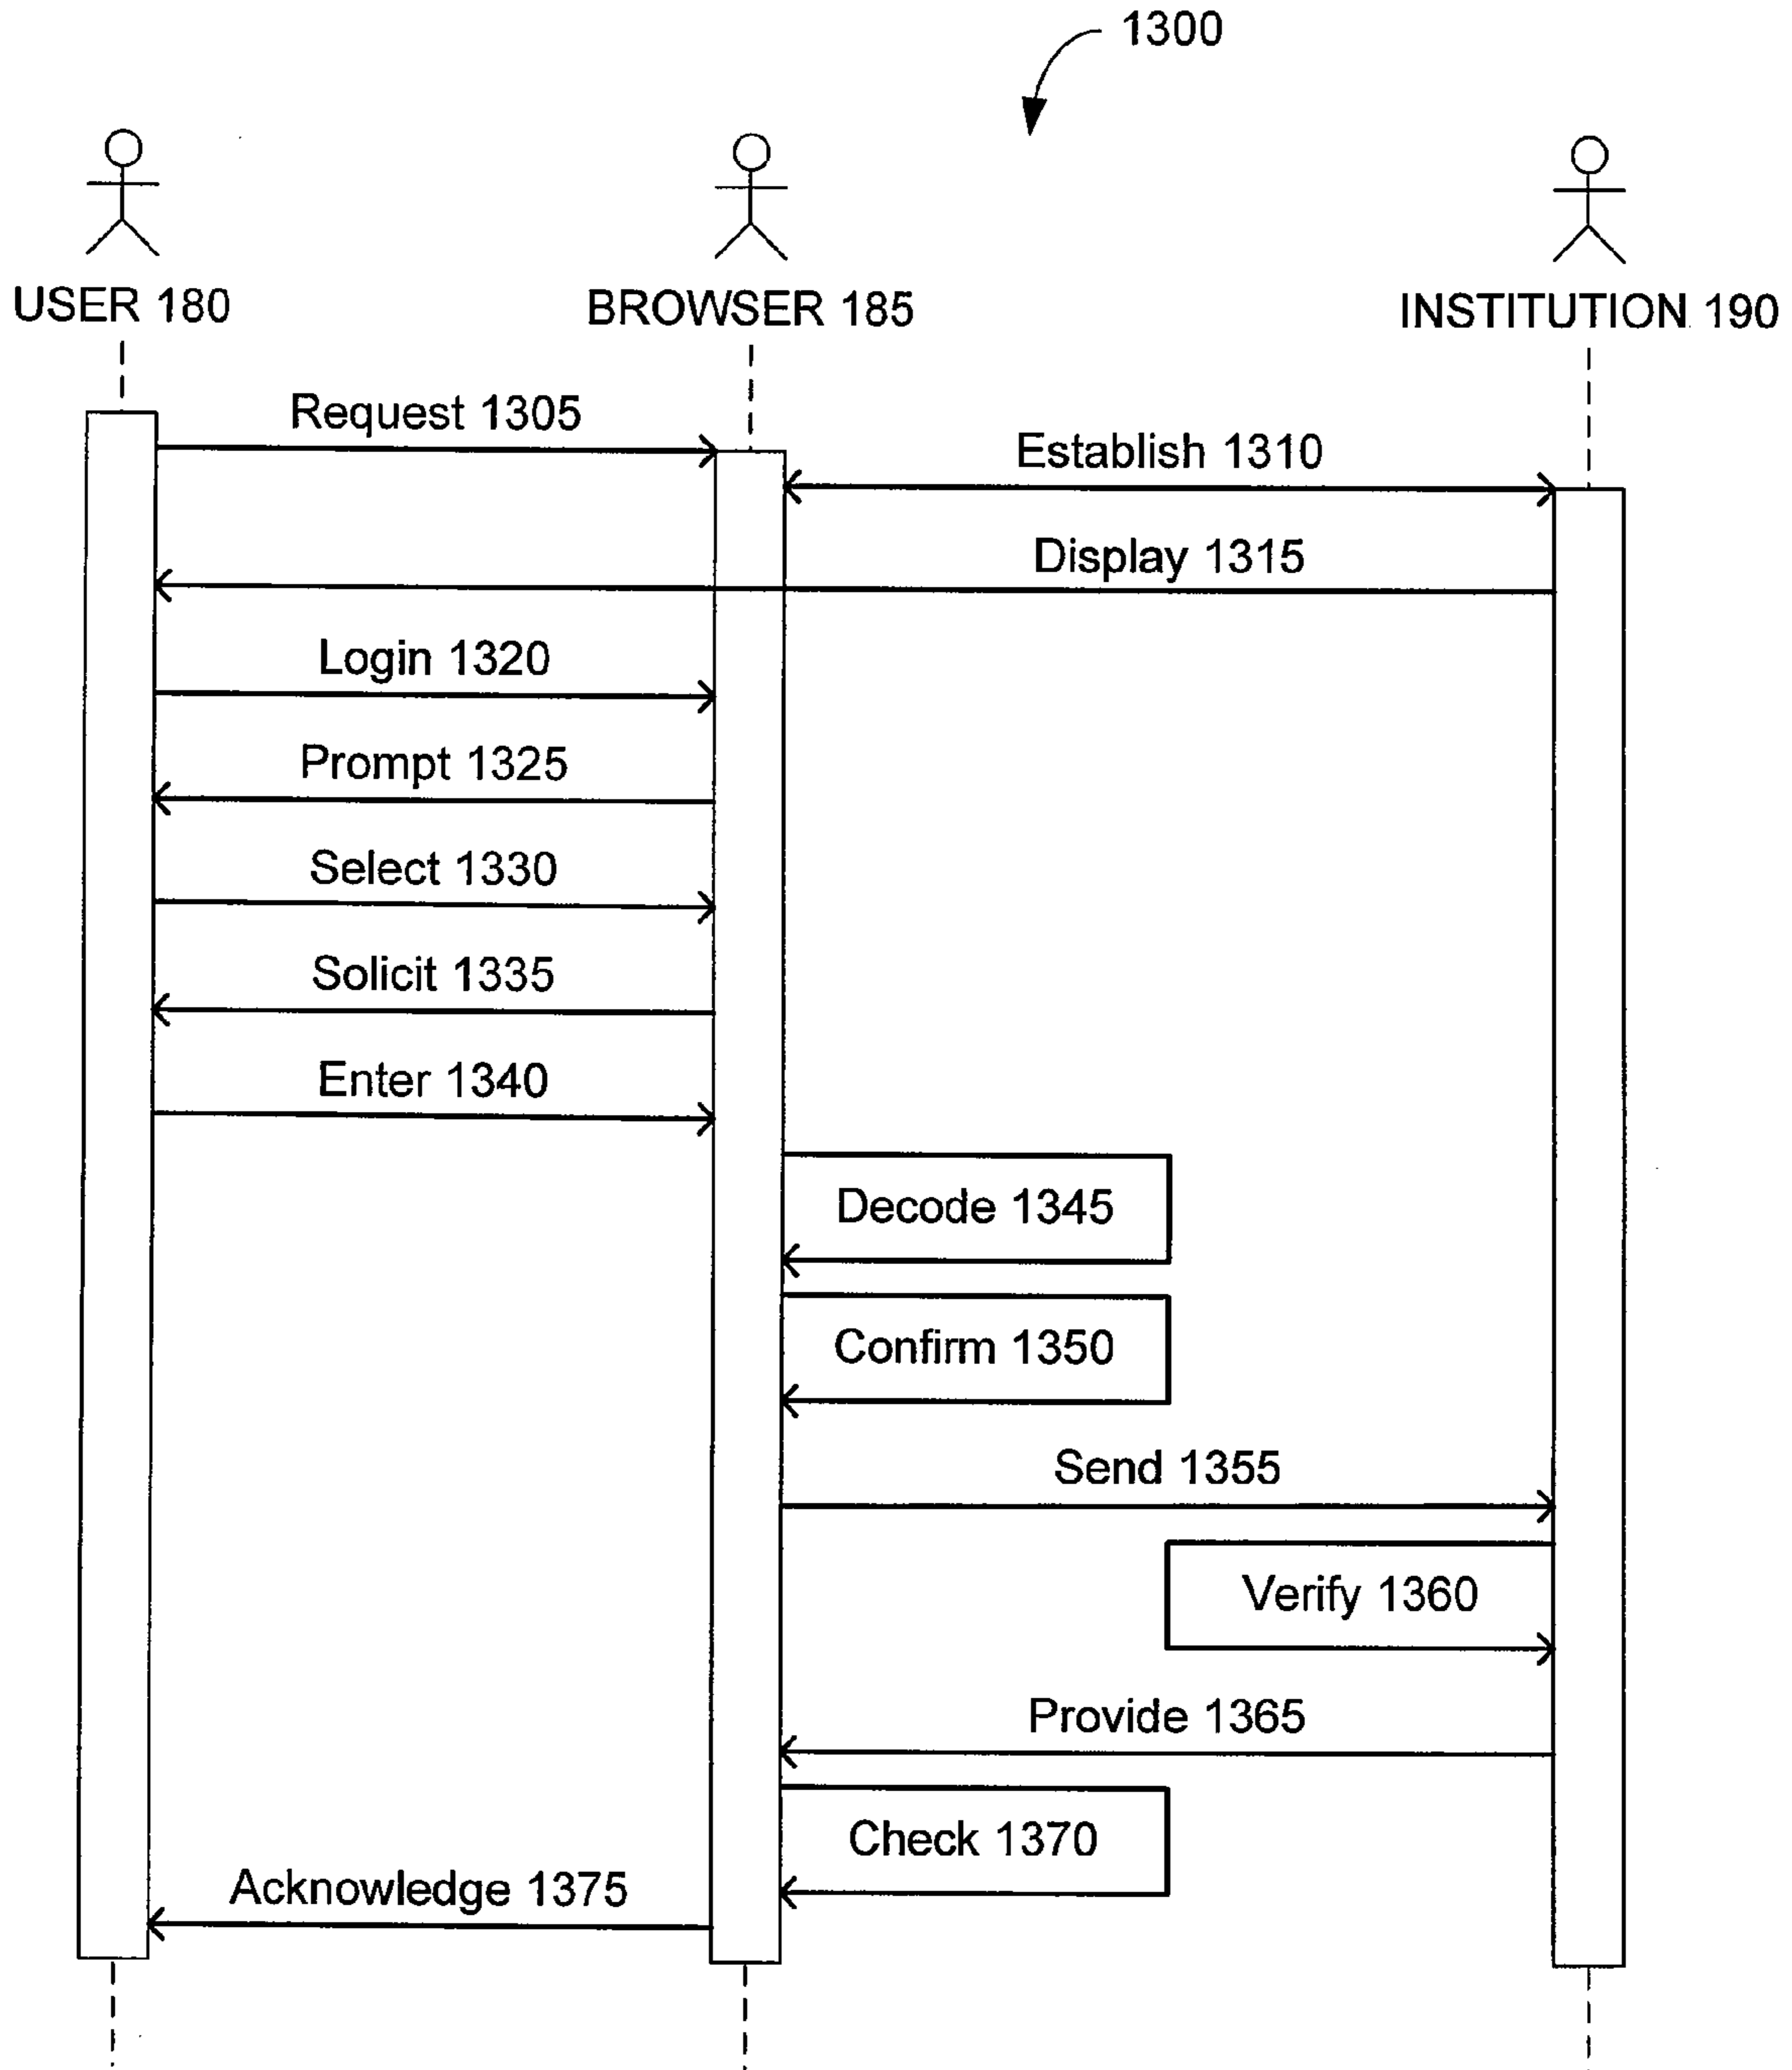 1300
USER 180
BROWSER 185
INSTITUTION 190
Request 1305
Establish 1310
Display 1315
Login 1320
Prompt 1325
Select 1330
Solicit 1335
Enter 1340
Decode 1345
Confirm 1350
Send 1355
Verify 1360
Provide 1365
Check 1370
Acknowledge 1375